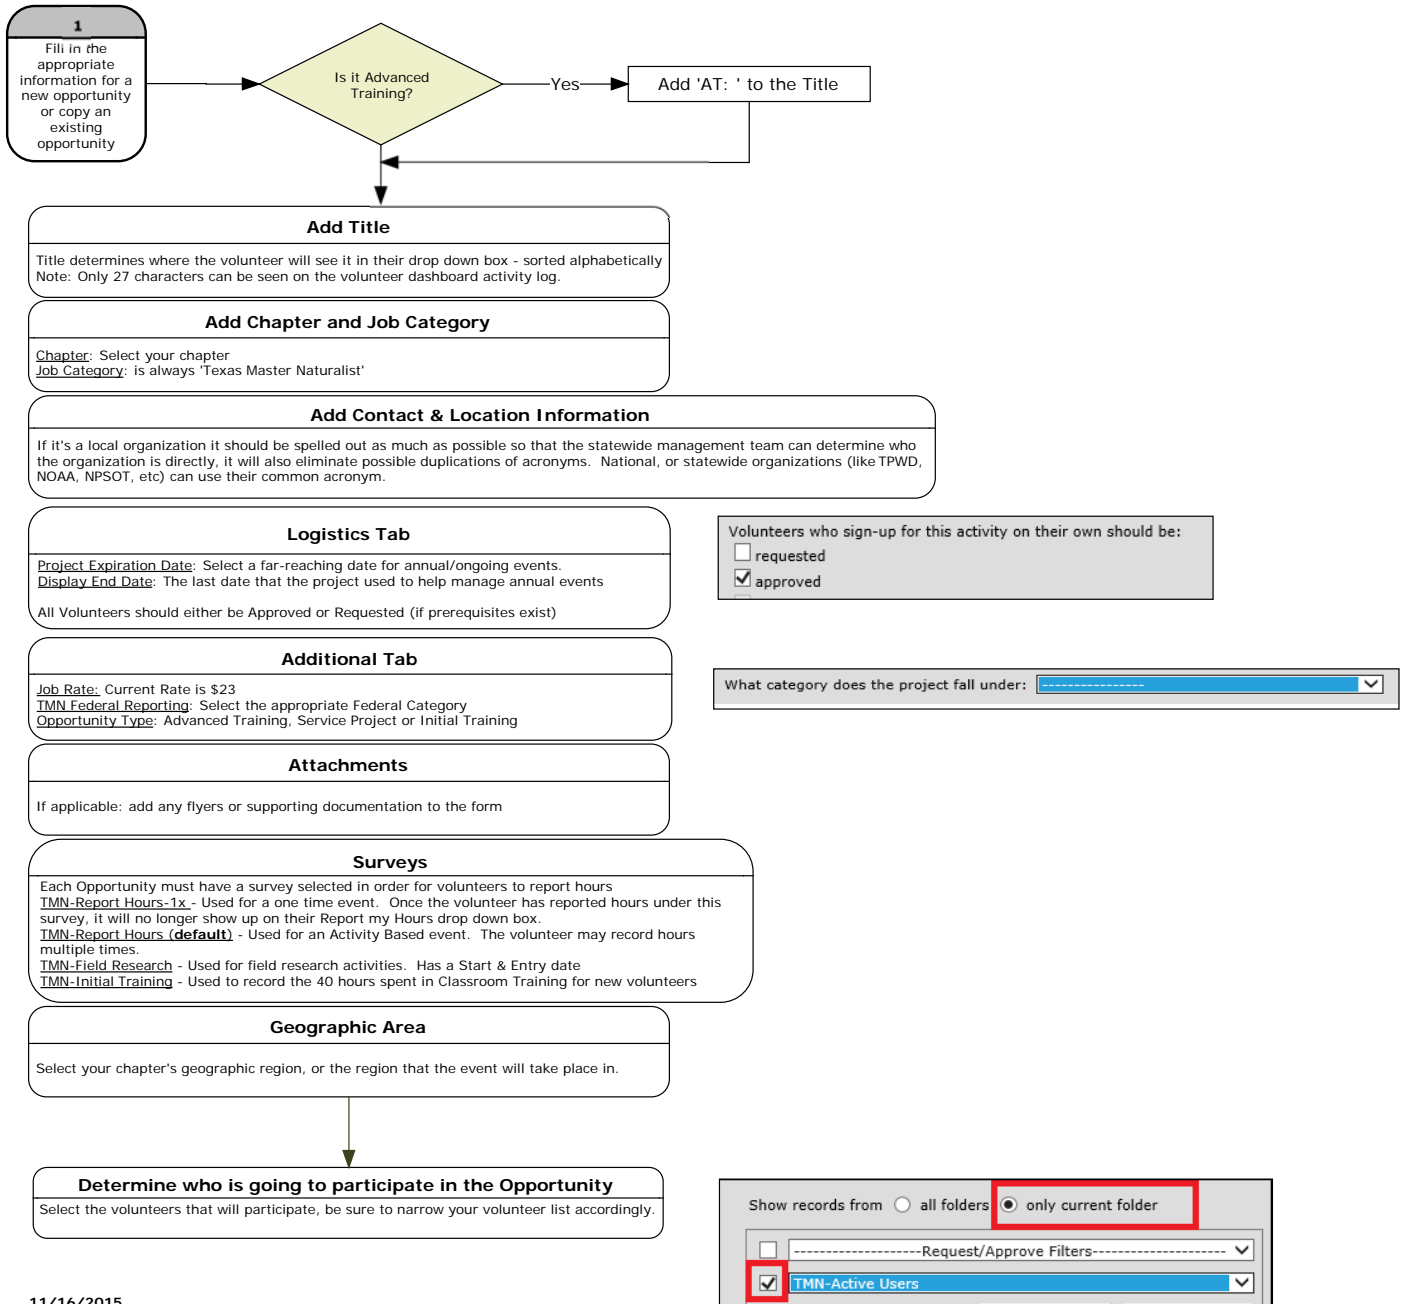 1
Fill in the
appropriate
information for a
new opportunity
or copy an
existing
opportunity
Is it Advanced
Training?
Yes
Add 'AT: ' to the Title
Add Title
Title determines where the volunteer will see it in their drop down box - sorted alphabetically
Note: Only 27 characters can be seen on the volunteer dashboard activity log.
Add Chapter and Job Category
Chapter: Select your chapter
Job Category: is always 'Texas Master Naturalist'
Add Contact & Location Information
If it's a local organization it should be spelled out as much as possible so that the statewide management team can determine who
the organization is directly, it will also eliminate possible duplications of acronyms. National, or statewide organizations (like TPWD,
NOAA, NPSOT, etc) can use their common acronym.
Logistics Tab
Project Expiration Date: Select a far-reaching date for annual/ongoing events.
Display End Date: The last date that the project used to help manage annual events
All Volunteers should either be Approved or Requested (if prerequisites exist)
Volunteers who sign-up for this activity on their own should be:
requested
approved
Additional Tab
Job Rate: Current Rate is $23
TMN Federal Reporting: Select the appropriate Federal Category
Opportunity Type: Advanced Training, Service Project or Initial Training
What category does the project fall under: ----------------
Attachments
If applicable: add any flyers or supporting documentation to the form
Surveys
Each Opportunity must have a survey selected in order for volunteers to report hours
TMN-Report Hours-1x - Used for a one time event. Once the volunteer has reported hours under this
survey, it will no longer show up on their Report my Hours drop down box.
TMN-Report Hours (default) - Used for an Activity Based event. The volunteer may record hours
multiple times.
TMN-Field Research - Used for field research activities. Has a Start & Entry date
TMN-Initial Training - Used to record the 40 hours spent in Classroom Training for new volunteers
Geographic Area
Select your chapter's geographic region, or the region that the event will take place in.
Determine who is going to participate in the Opportunity
Select the volunteers that will participate, be sure to narrow your volunteer list accordingly.
Show records from all folders only current folder
--------------------Request/Approve Filters---------------------
TMN-Active Users
11/16/2015